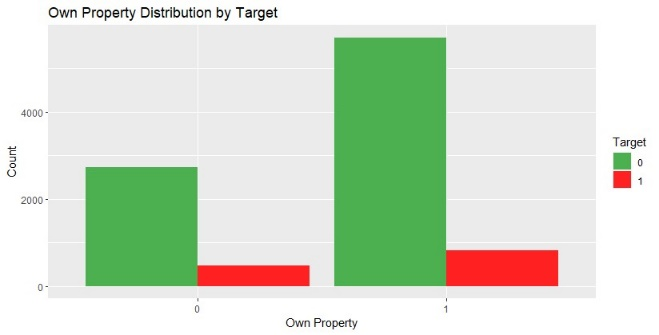 Own Property Distribution by Target
Count
4000
2000
0
0
1
Own Property
Target
0
1